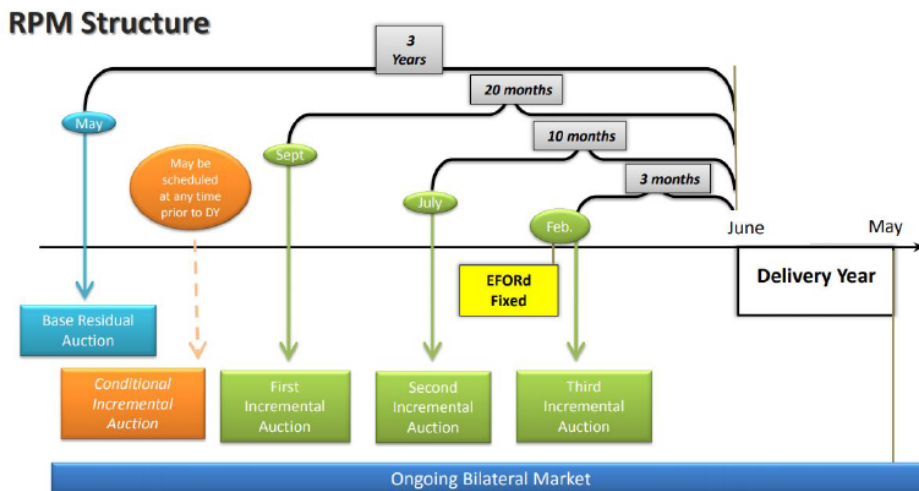 RPM Structure
3
Years
20 months
10 months
3 months
May
May be
scheduled
at any time
prior to DY
Sept
July
Feb.
June
May
EFORd
Fixed
Delivery Year
Base Residual
Auction
Conditional
Incremental
Auction
First
Incremental
Auction
Second
Incremental
Auction
Third
Incremental
Auction
Ongoing Bilateral Market